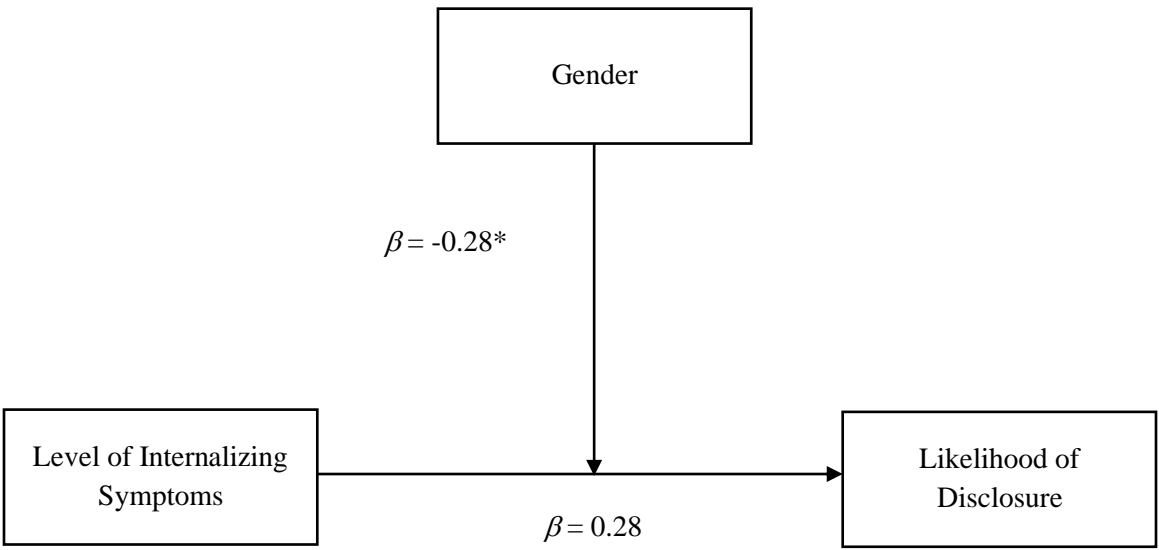 Gender
β = -0.28*
Level of Internalizing
Symptoms
Likelihood of
Disclosure
β = 0.28